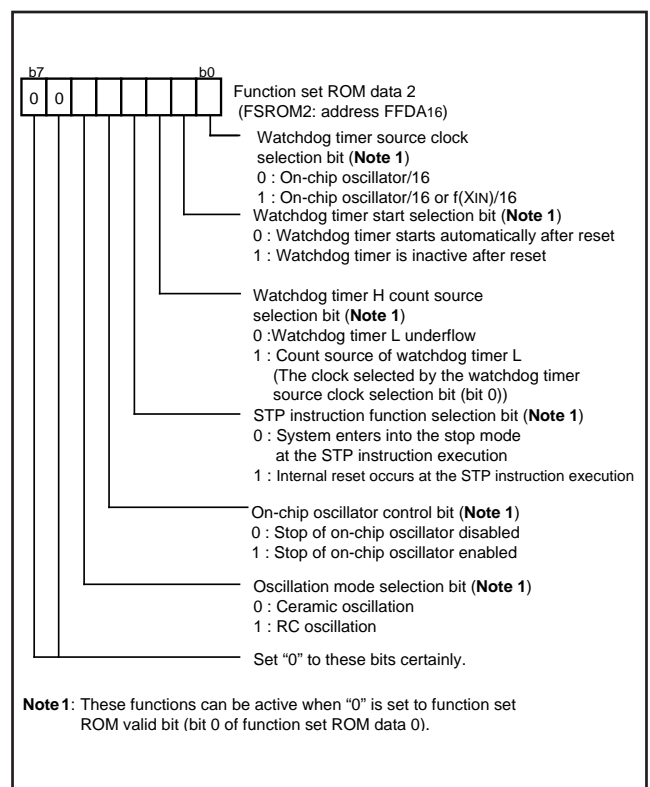 b7 b0
0 0
Function set ROM data 2
(FSROM2: address FFDA16)
Watchdog timer source clock
selection bit (Note 1)
0 : On-chip oscillator/16
1 : On-chip oscillator/16 or f(XIN)/16
Watchdog timer start selection bit (Note 1)
0 : Watchdog timer starts automatically after reset
1 : Watchdog timer is inactive after reset
Watchdog timer H count source
selection bit (Note 1)
0 :Watchdog timer L underflow
1 : Count source of watchdog timer L
(The clock selected by the watchdog timer
source clock selection bit (bit 0))
STP instruction function selection bit (Note 1)
0 : System enters into the stop mode
at the STP instruction execution
1 : Internal reset occurs at the STP instruction execution
On-chip oscillator control bit (Note 1)
0 : Stop of on-chip oscillator disabled
1 : Stop of on-chip oscillator enabled
Oscillation mode selection bit (Note 1)
0 : Ceramic oscillation
1 : RC oscillation
Set “0” to these bits certainly.
Note 1: These functions can be active when “0” is set to function set
ROM valid bit (bit 0 of function set ROM data 0).